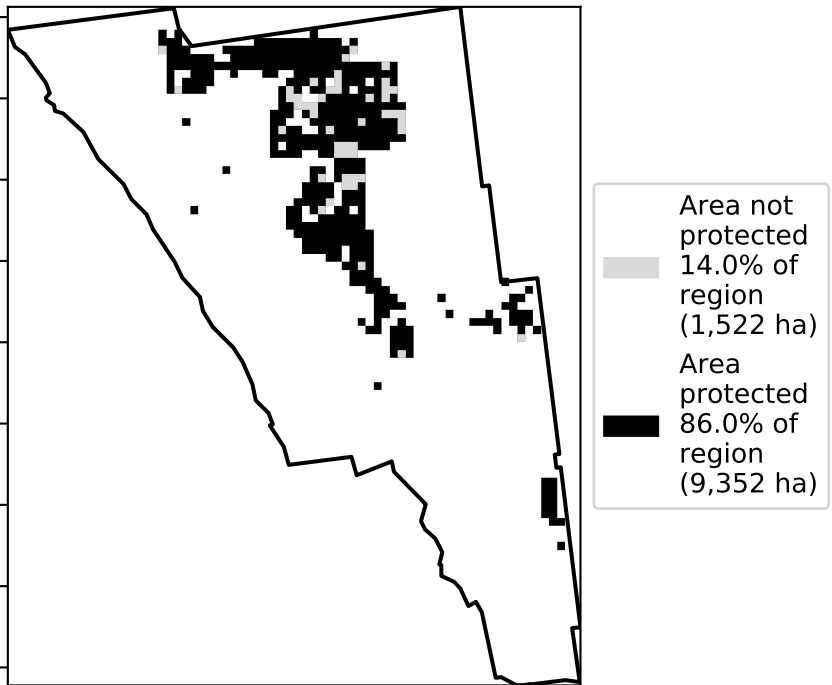 Area not
protected
14.0% of
region
(1,522 ha)
Area
protected
86.0% of
region
(9,352 ha)